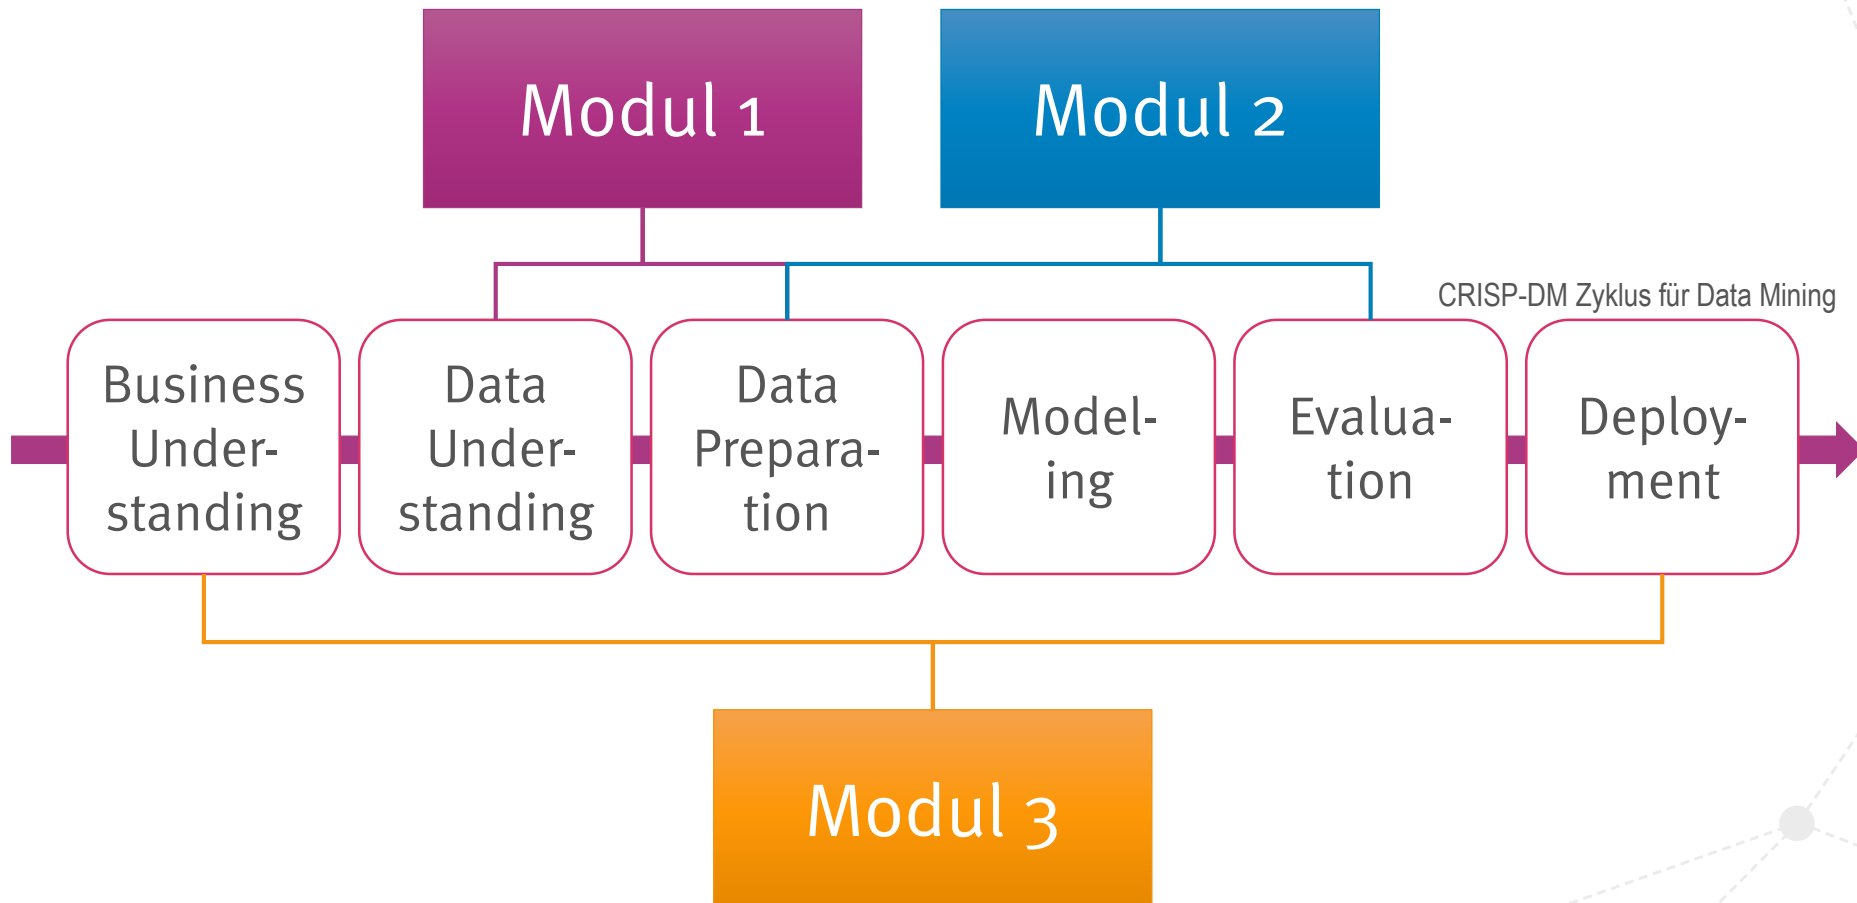 Modul 1
Modul 2
CRISP-DM Zyklus für Data Mining
Business
Under-
standing
Data
Under-
standing
Data
Prepara-
tion
Model-
ing
Evalua-
tion
Deploy-
ment
Modul 3